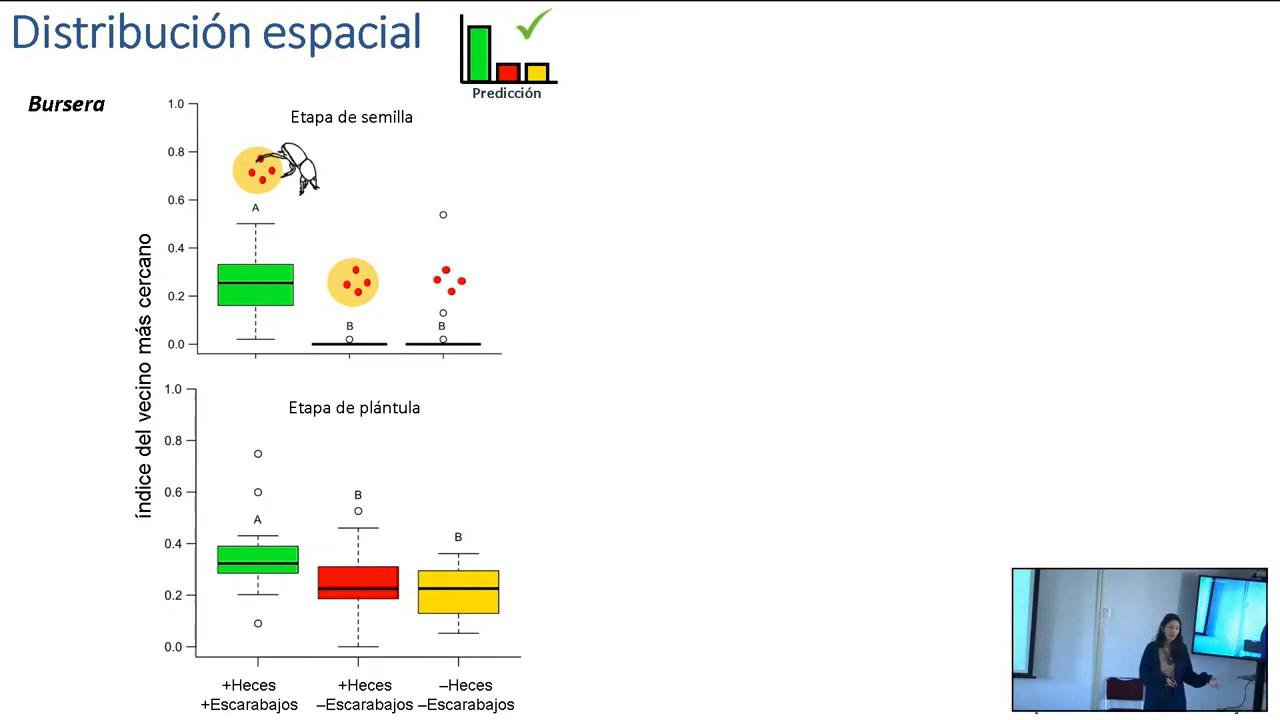 Distribución espacial
Predicción
Bursera
Etapa de semilla
1.0
0.8
0.6
0.4
0.2
0.0
A
B
B
índice del vecino más cercano
Etapa de plántula
1.0
0.8
0.6
0.4
0.2
0.0
A
B
B
+Heces
+Escarabajos
+Heces
–Escarabajos
–Heces
–Escarabajos